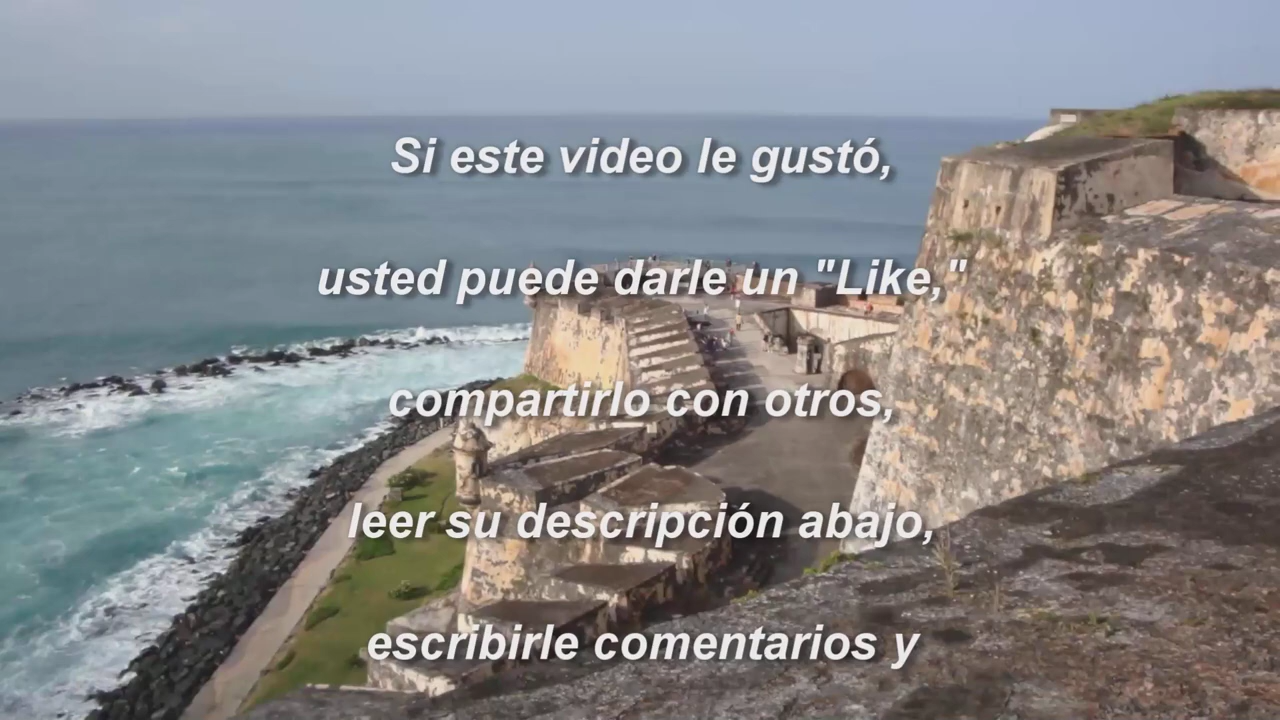 Si este video le gustó,
usted puede darle un "Like,"
compartirlo con otros,
leer su descripción abajo,
escribirle comentarios y